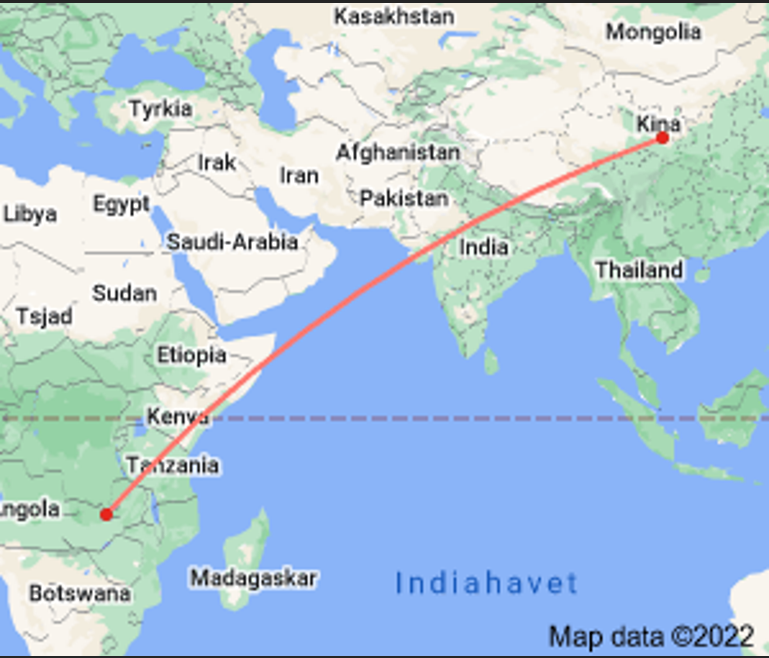 Kasakhstan
Mongolia
Tyrkia
Kina
Irak
Afghanistan
Iran
Pakistan
Libya
Egypt
Saudi-Arabia
India
Thailand
Sudan
Tsjad
Etiopia
Kenya
Tanzania
ngola
Madagaskar
Botswana
Indiahavet
Map data ©2022